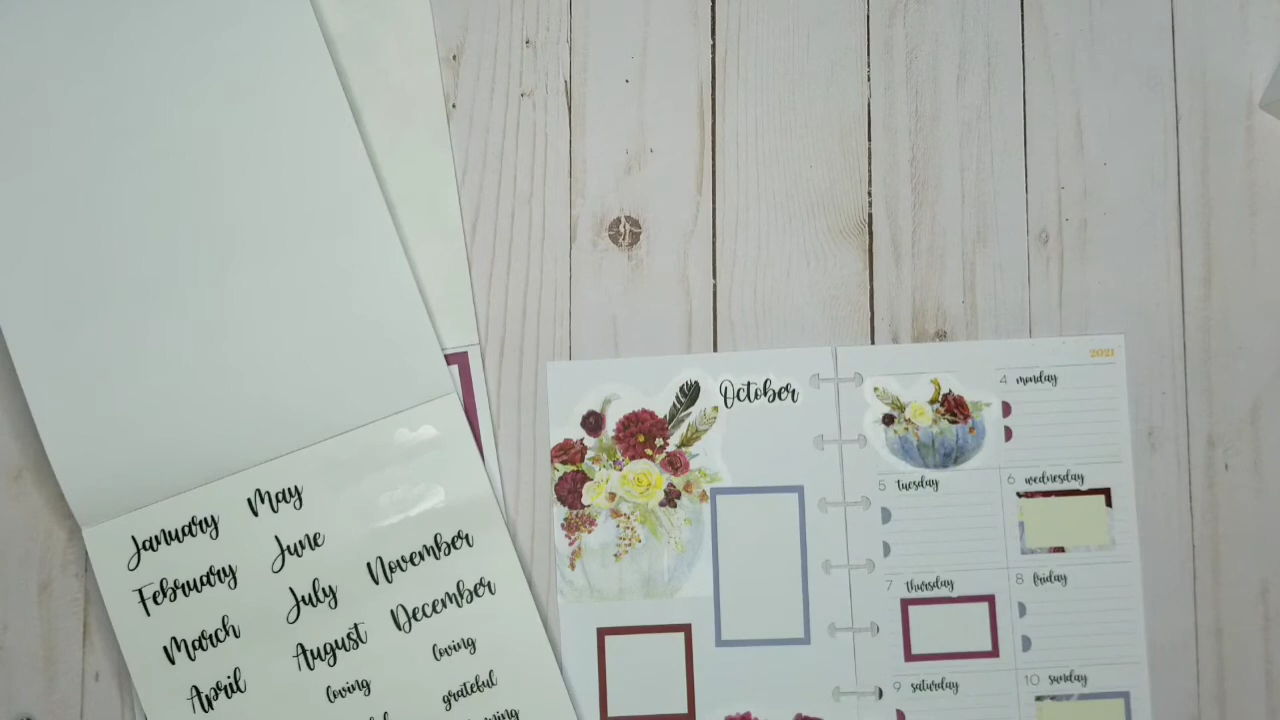 January May
February June
March July November
April August December
loving loving
grateful
October
2021
4 monday
5 tuesday 6 wednesday
7 thursday 8 friday
9 saturday 10 sunday